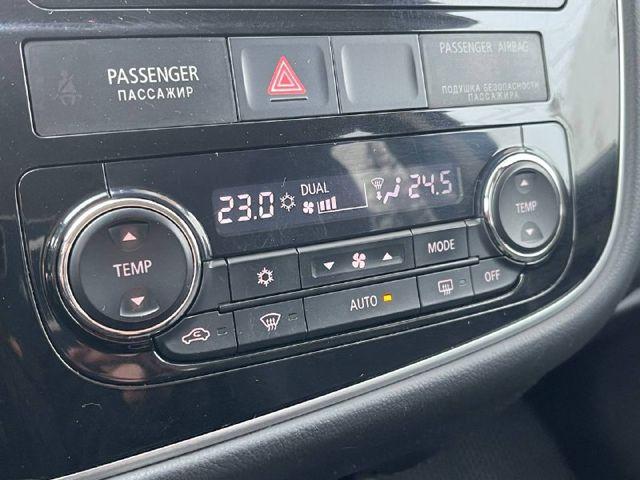 PASSENGER
ПАССАЖИР
PASSENGER AIRBAG
ПОДУШКА БЕЗОПАСНОСТИ
ПАССАЖИРА
DUAL
23.0
24.5
TEMP
TEMP
MODE
AUTO
OFF